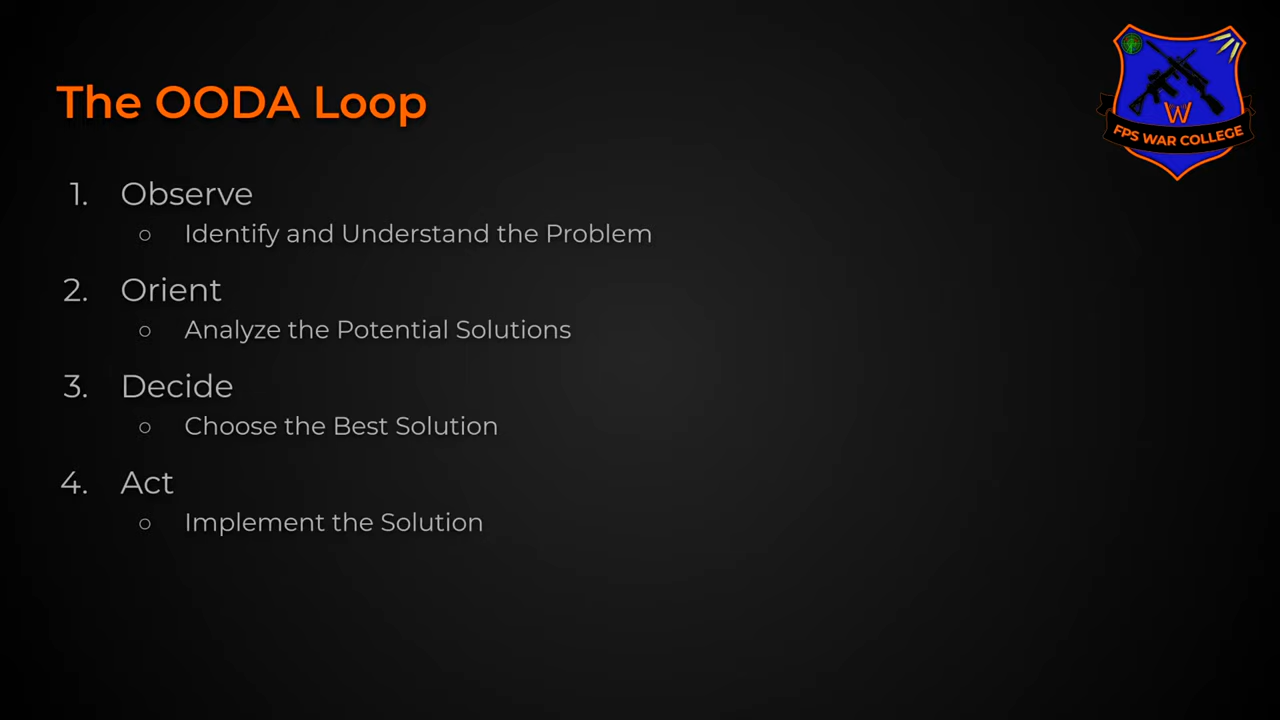 The OODA Loop
W
FPS WAR COLLEGE
1. Observe
○ Identify and Understand the Problem
2. Orient
○ Analyze the Potential Solutions
3. Decide
○ Choose the Best Solution
4. Act
○ Implement the Solution